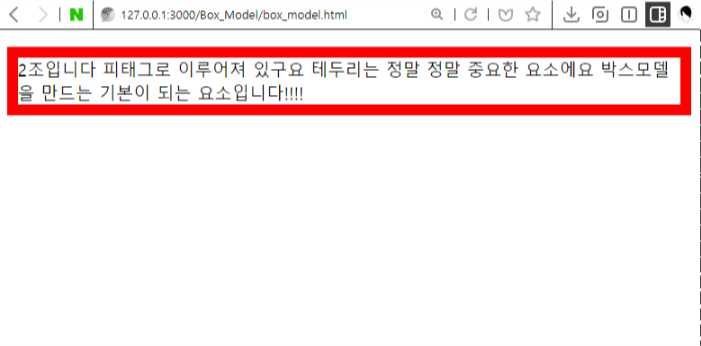 N 127.0.0.1:3000/Box_Model/box_model.html
2조입니다 피태그로 이루어져 있구요 테두리는 정말 정말 중요한 요소에요 박스모델
을 만드는 기본이 되는 요소입니다!!!!